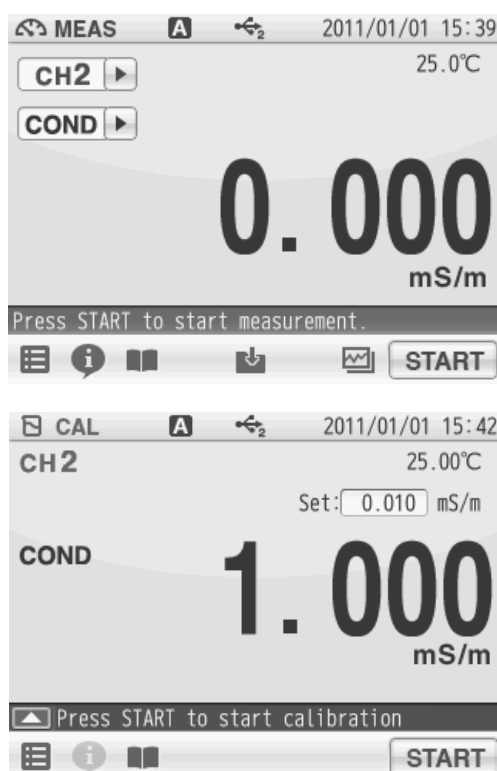 MEAS A 2 2011/01/01 15:39
CH2 25.0℃
COND
0.000
mS/m
Press START to start measurement.
i START
CAL A 2 2011/01/01 15:42
CH2 25.00℃
Set: 0.010 mS/m
COND 1.000
mS/m
Press START to start calibration
i START